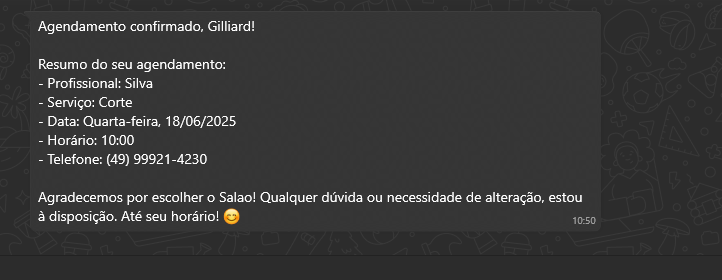 Agendamento confirmado, Gilliard!
Resumo do seu agendamento:
- Profissional: Silva
- Serviço: Corte
- Data: Quarta-feira, 18/06/2025
- Horário: 10:00
- Telefone: (49) 99921-4230
Agradecemos por escolher o Salao! Qualquer dúvida ou necessidade de alteração, estou
à disposição. Até seu horário! 😊
10:50